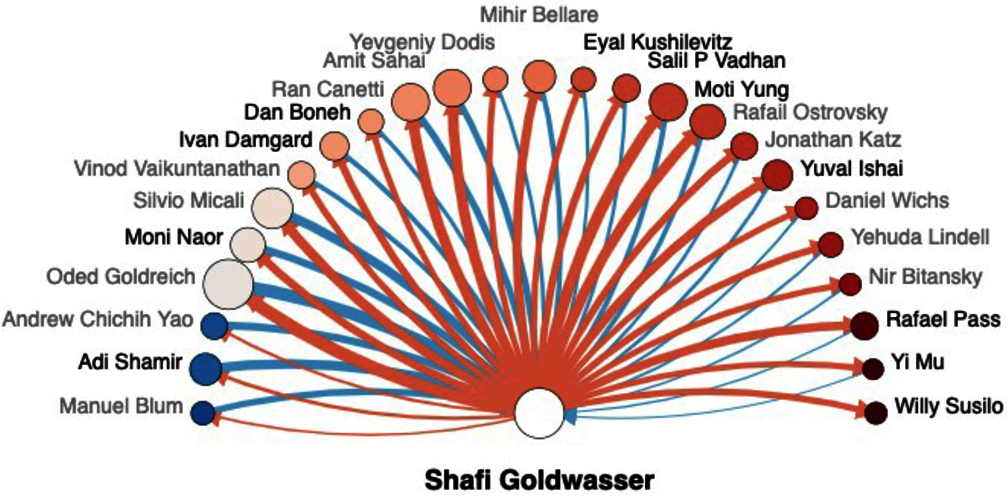 Mihir Bellare
Yevgeniy Dodis
Eyal Kushilevitz
Amit Sahai
Salil P Vadhan
Ran Canetti
Moti Yung
Dan Boneh
Rafail Ostrovsky
Ivan Damgard
Jonathan Katz
Vinod Vaikuntanathan
Yuval Ishai
Silvio Micali
Daniel Wichs
Moni Naor
Yehuda Lindell
Oded Goldreich
Nir Bitansky
Andrew Chichih Yao
Rafael Pass
Adi Shamir
Yi Mu
Manuel Blum
Willy Susilo
Shafi Goldwasser